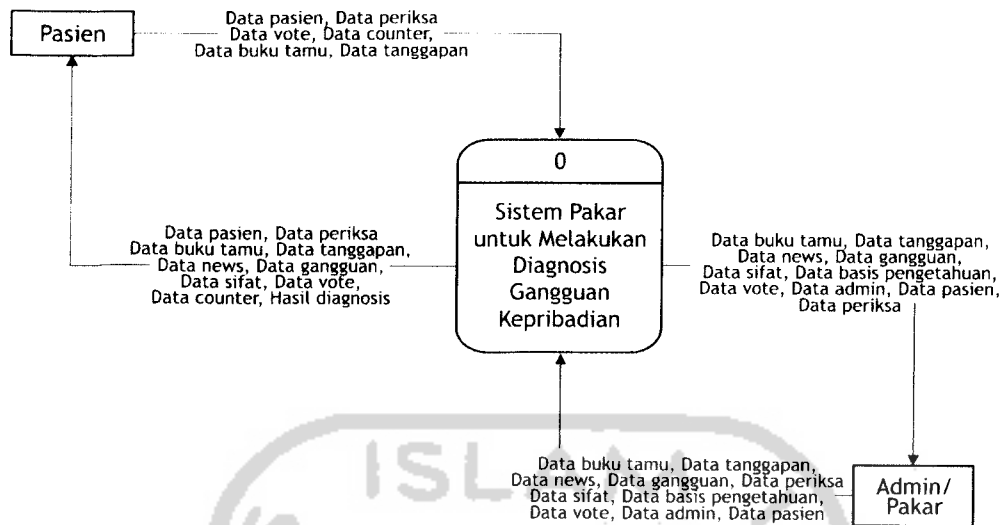 Pasien
Data pasien, Data periksa
Data vote, Data counter,
Data buku tamu, Data tanggapan
0
Sistem Pakar
untuk Melakukan
Diagnosis
Gangguan
Kepribadian
Data pasien, Data periksa
Data buku tamu, Data tanggapan,
Data news, Data gangguan,
Data sifat, Data vote,
Data counter, Hasil diagnosis
Data buku tamu, Data tanggapan,
Data news, Data gangguan,
Data sifat, Data basis pengetahuan,
Data vote, Data admin, Data pasien,
Data periksa
ISLAM
Data buku tamu, Data tanggapan,
Data news, Data gangguan, Data periksa
Data sifat, Data basis pengetahuan,
Data vote, Data admin, Data pasien
Admin/
Pakar